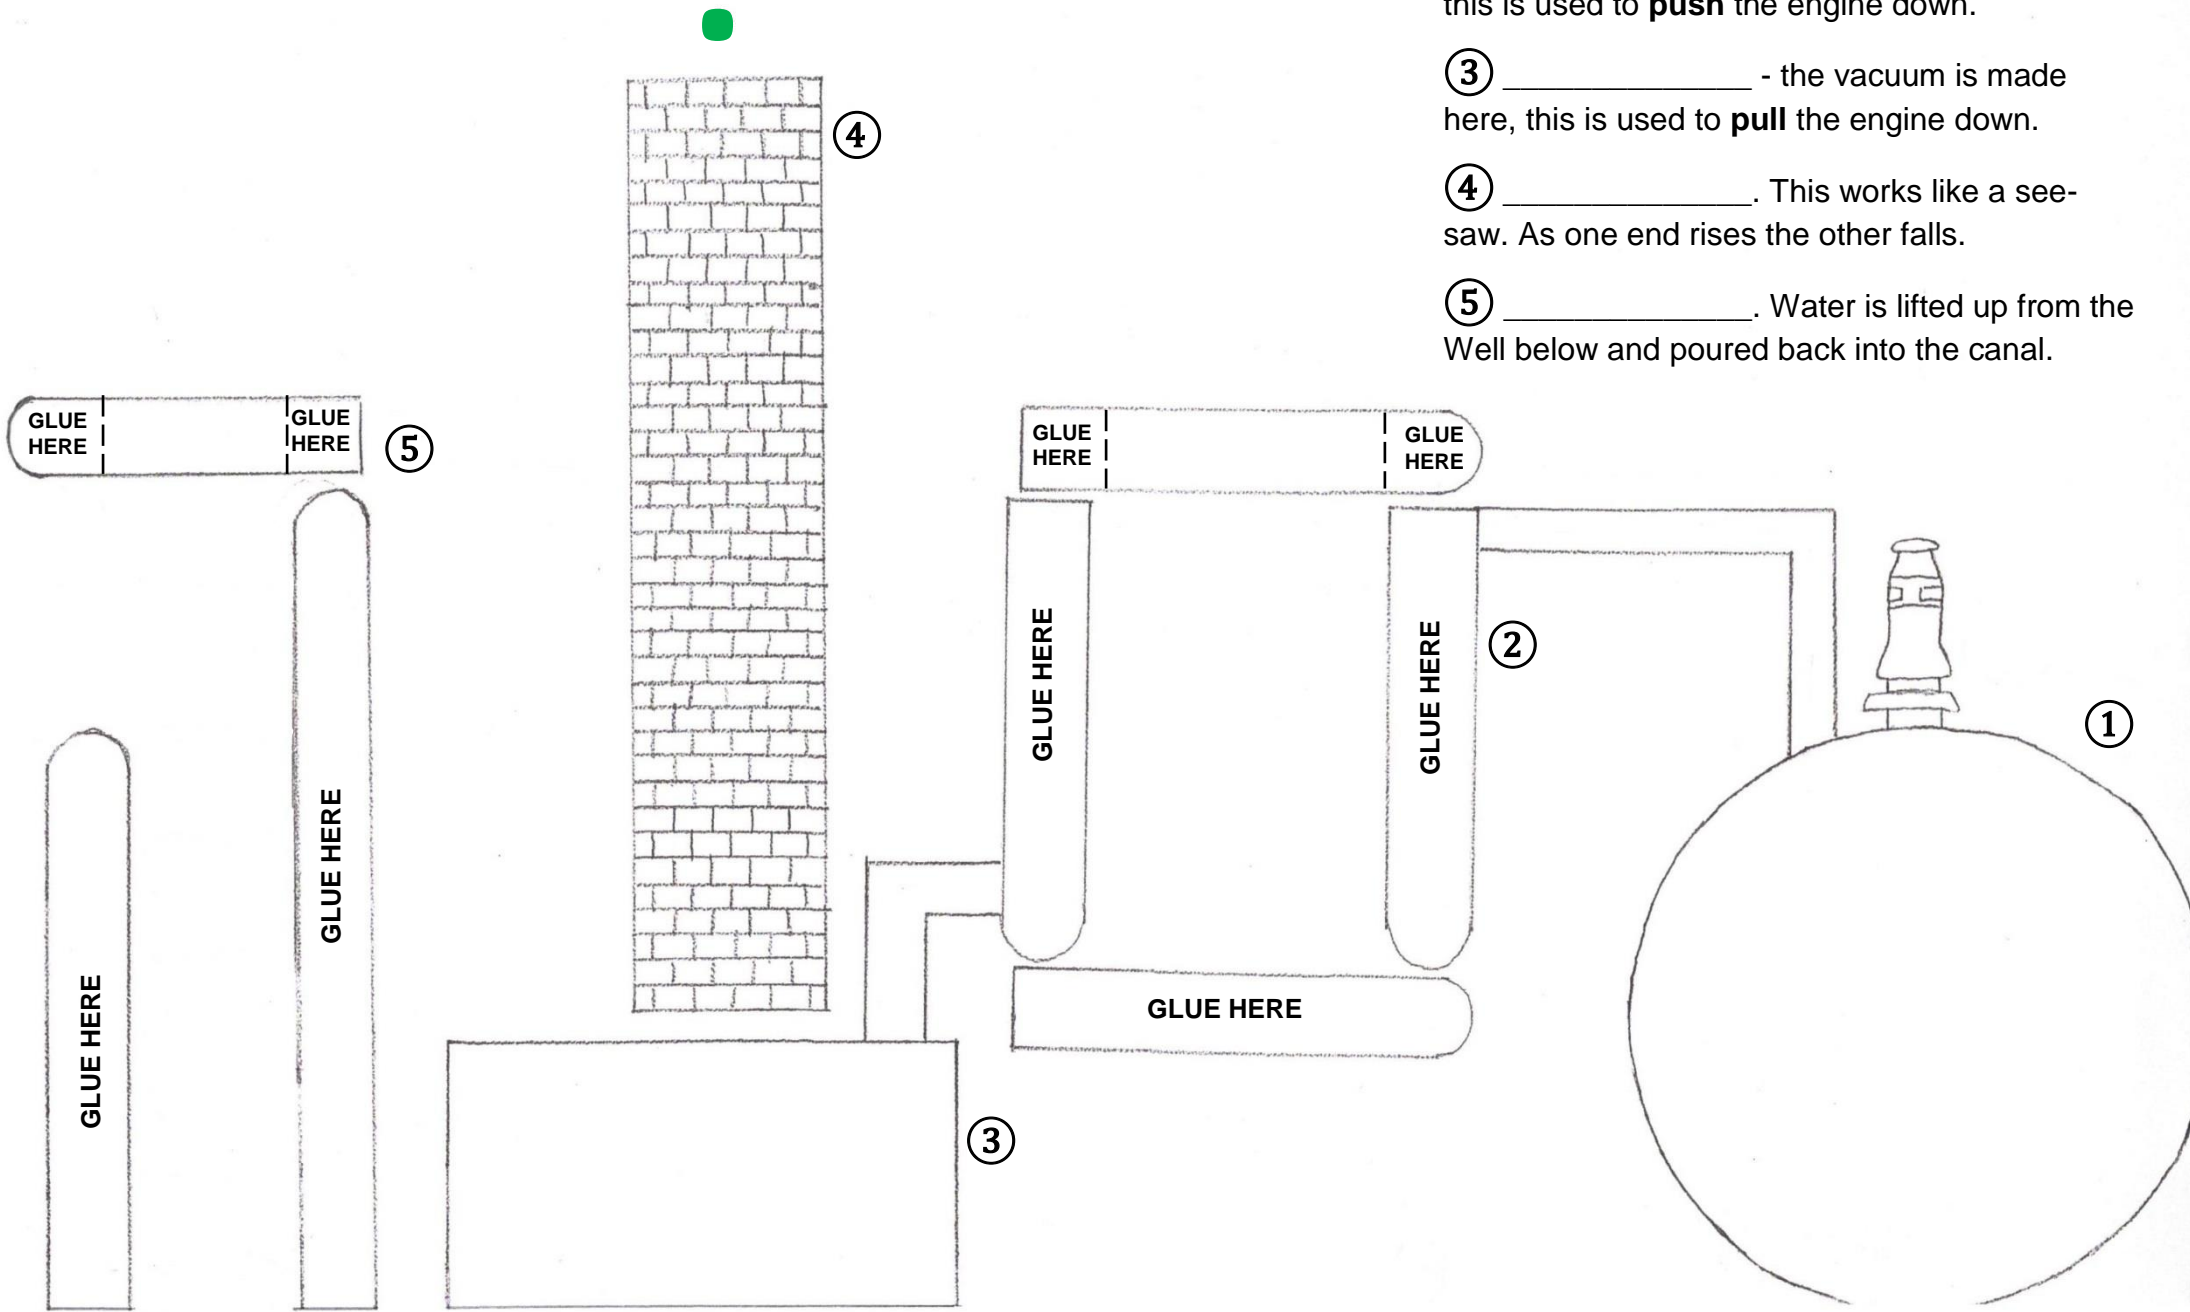 this is used to push the engine down.
③ ______________ - the vacuum is made
here, this is used to pull the engine down.
④ ______________. This works like a see-
saw. As one end rises the other falls.
⑤ ______________. Water is lifted up from the
Well below and poured back into the canal.
④
GLUE
HERE
GLUE
HERE
⑤
GLUE
HERE
GLUE
HERE
GLUE HERE
GLUE HERE
②
①
GLUE HERE
GLUE HERE
GLUE HERE
③